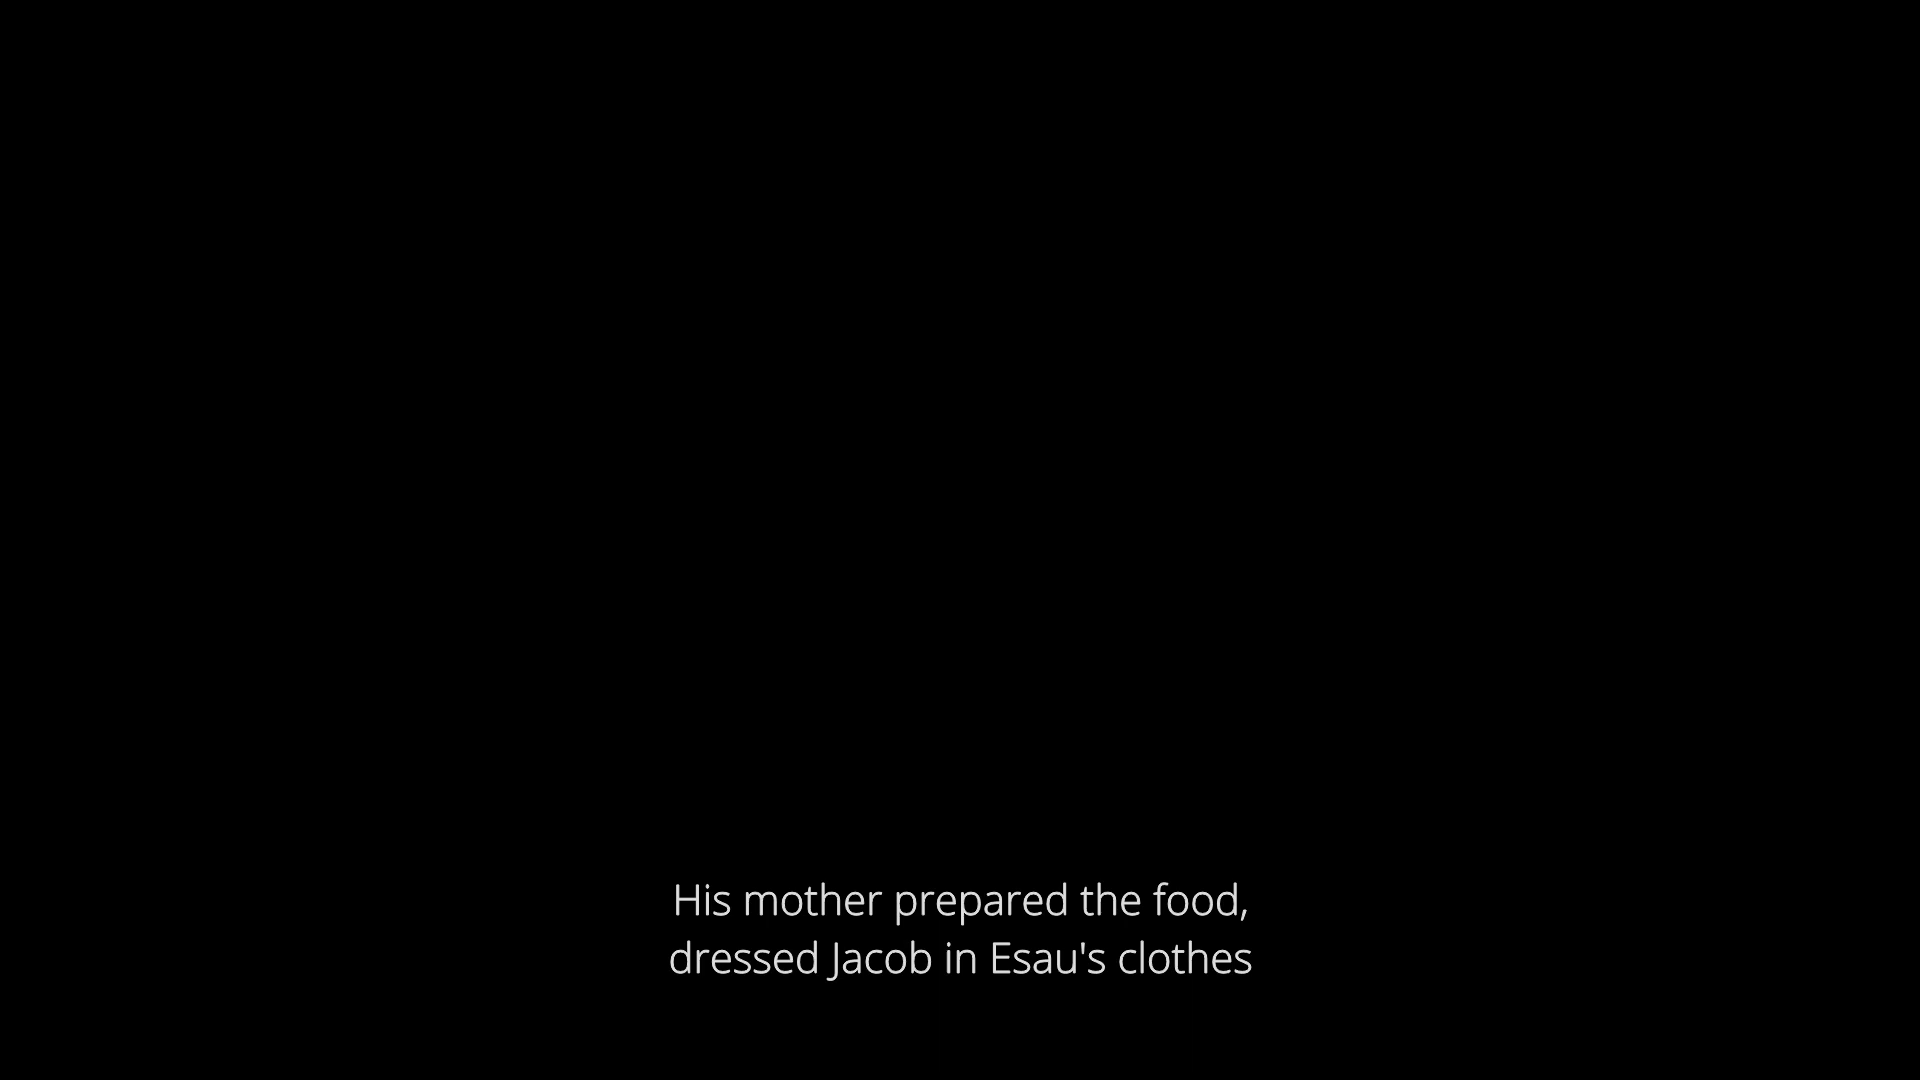 His mother prepared the food,
dressed Jacob in Esau's clothes